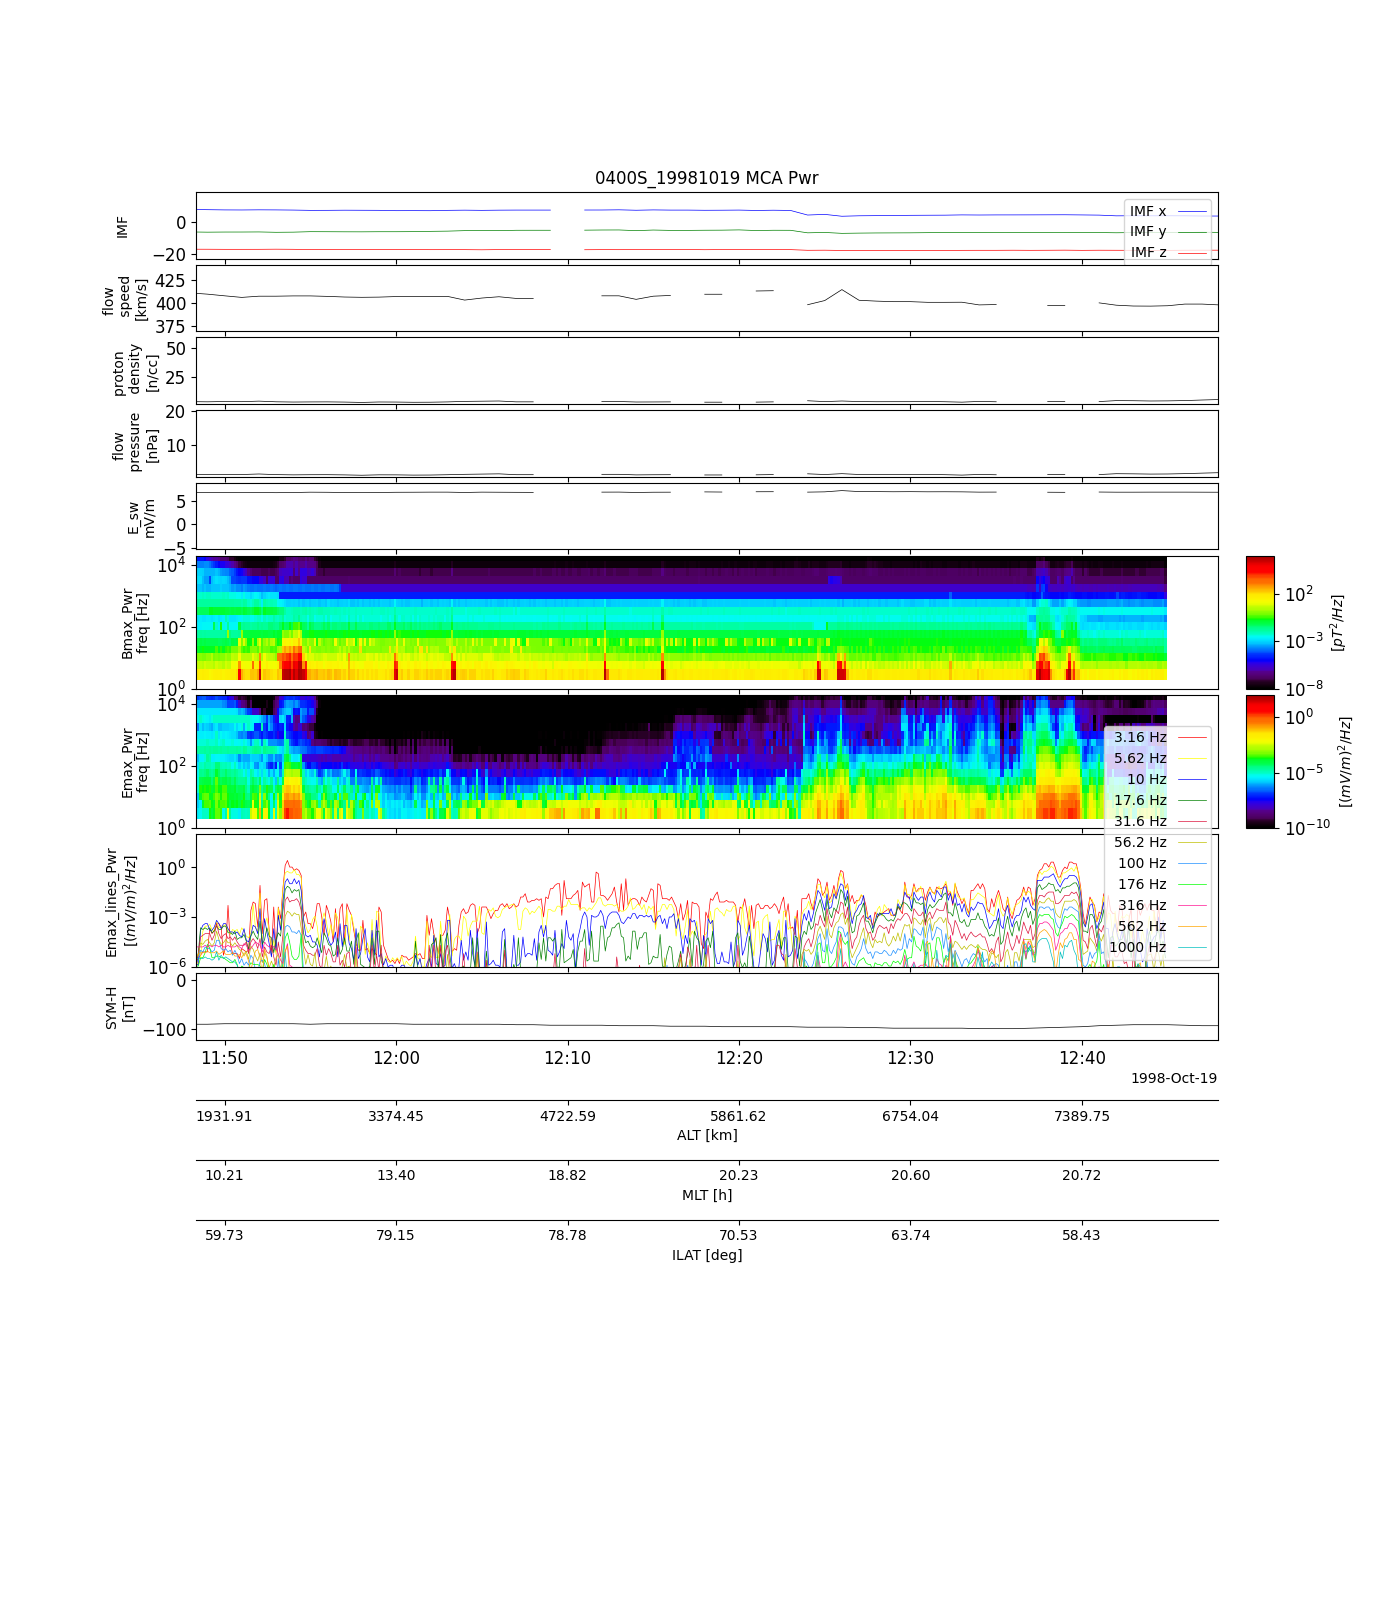 0400S_19981019 MCA Pwr
IMF
0
−20
IMF x
IMF y
IMF z
flow
speed
[km/s]
425
400
375
proton
density
[n/cc]
50
25
flow
pressure
[nPa]
20
10
E_sw
mV/m
5
0
−5
Bmax_Pwr
freq [Hz]
10^4
10^2
10^0
10^2
10^−3
10^−8
[pT^2/Hz]
Emax_Pwr
freq [Hz]
10^4
10^2
10^0
10^0
10^−5
10^−10
[(mV/m)^2/Hz]
3.16 Hz
5.62 Hz
10 Hz
17.6 Hz
31.6 Hz
56.2 Hz
100 Hz
176 Hz
316 Hz
562 Hz
1000 Hz
Emax_lines_Pwr
[(mV/m)^2/Hz]
10^0
10^−3
10^−6
SYM-H
[nT]
0
−100
11:50 12:00 12:10 12:20 12:30 12:40
1998-Oct-19
1931.91 3374.45 4722.59 5861.62 6754.04 7389.75
ALT [km]
10.21 13.40 18.82 20.23 20.60 20.72
MLT [h]
59.73 79.15 78.78 70.53 63.74 58.43
ILAT [deg]